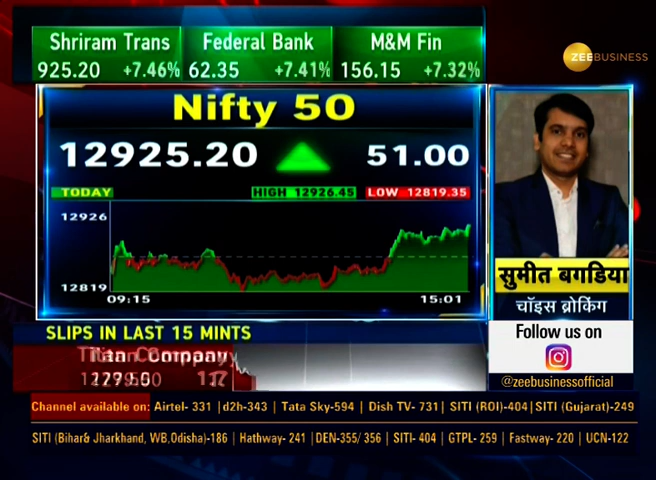 Shriram Trans Federal Bank M&M Fin
925.20 +7.46% 62.35 +7.41% 156.15 +7.32%
ZEE BUSINESS
Nifty 50
12925.20 51.00
TODAY HIGH 12926.45 LOW 12819.35
12926
12819
09:15 15:01
सुमीत बगडिया
चॉइस ब्रोकिंग
SLIPS IN LAST 15 MINTS
Company
Follow us on
@zeebusinessofficial
Channel available on: Airtel- 331 |d2h-343 | Tata Sky-594 | Dish TV- 731| SITI (ROI)-404|SITI (Gujarat)-249
SITI (Bihar& Jharkhand, WB,Odisha)-186 | Hathway- 241 |DEN-355/ 356 | SITI- 404 | GTPL- 259 | Fastway- 220 | UCN-122